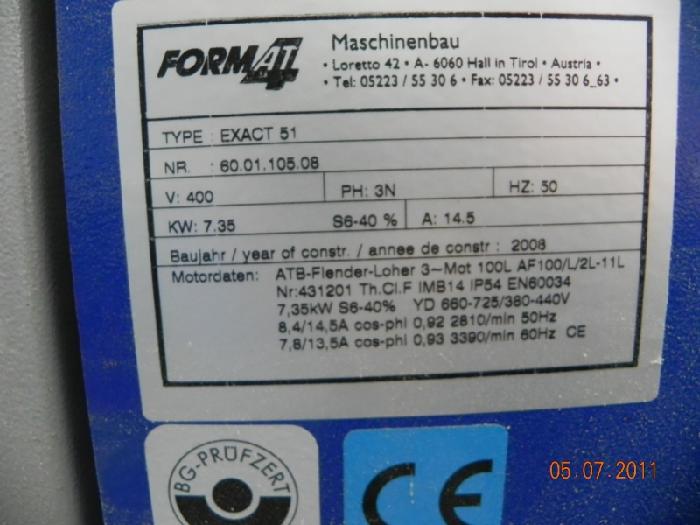 FORMAT4 Maschinenbau
• Loretto 42 • A- 6060 Hall in Tirol • Austria •
• Tel: 05223 / 55 30 6 • Fax: 05223 / 55 30 6_63 •
TYPE : EXACT 51
NR. : 60.01.105.08
V: 400 PH: 3N HZ: 50
KW: 7.35 S6-40 % A: 14.5
Baujahr / year of constr. / annee de constr : 2008
Motordaten: ATB-Flender-Loher 3-Mot 100L AF100/L/2L-11L
Nr:431201 Th.Cl.F IMB14 IP54 EN60034
7,35kW S6-40% YD 660-725/380-440V
8,4/14,5A cos-phi 0,92 2810/min 50Hz
7,8/13,5A cos-phi 0,93 3390/min 60Hz CE
BG-PRÜFZERT
CE
05.07.2011